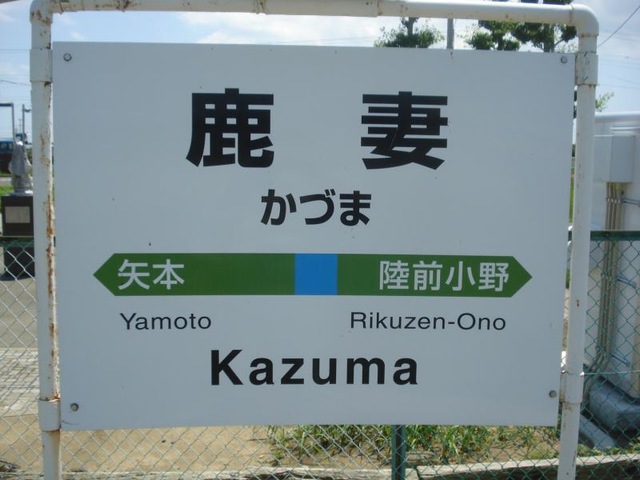 鹿妻
かづま
矢本 陸前小野
Yamoto Rikuzen-Ono
Kazuma